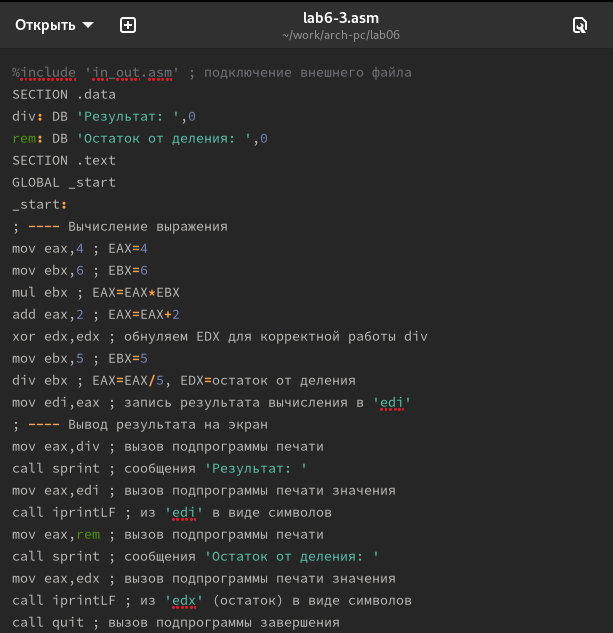 Открыть
lab6-3.asm
~/work/arch-pc/lab06
%include 'in_out.asm' ; подключение внешнего файла
SECTION .data
div: DB 'Результат: ',0
rem: DB 'Остаток от деления: ',0
SECTION .text
GLOBAL _start
_start:
; ---- Вычисление выражения
mov eax,4 ; EAX=4
mov ebx,6 ; EBX=6
mul ebx ; EAX=EAX*EBX
add eax,2 ; EAX=EAX+2
xor edx,edx ; обнуляем EDX для корректной работы div
mov ebx,5 ; EBX=5
div ebx ; EAX=EAX/5, EDX=остаток от деления
mov edi,eax ; запись результата вычисления в 'edi'
; ---- Вывод результата на экран
mov eax,div ; вызов подпрограммы печати
call sprint ; сообщения 'Результат: '
mov eax,edi ; вызов подпрограммы печати значения
call iprintLF ; из 'edi' в виде символов
mov eax,rem ; вызов подпрограммы печати
call sprint ; сообщения 'Остаток от деления: '
mov eax,edx ; вызов подпрограммы печати значения
call iprintLF ; из 'edx' (остаток) в виде символов
call quit ; вызов подпрограммы завершения